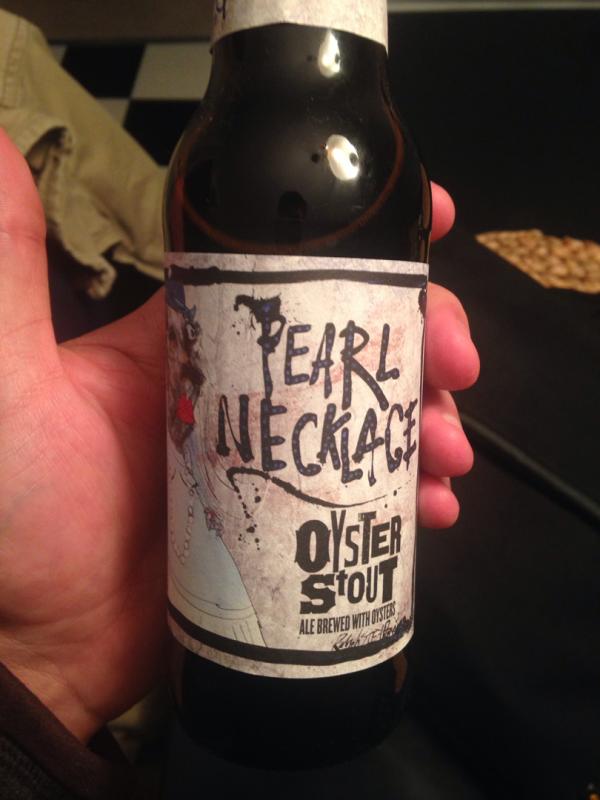 PEARL
NECKLACE
OYSTER
STOUT
ALE BREWED WITH OYSTERS